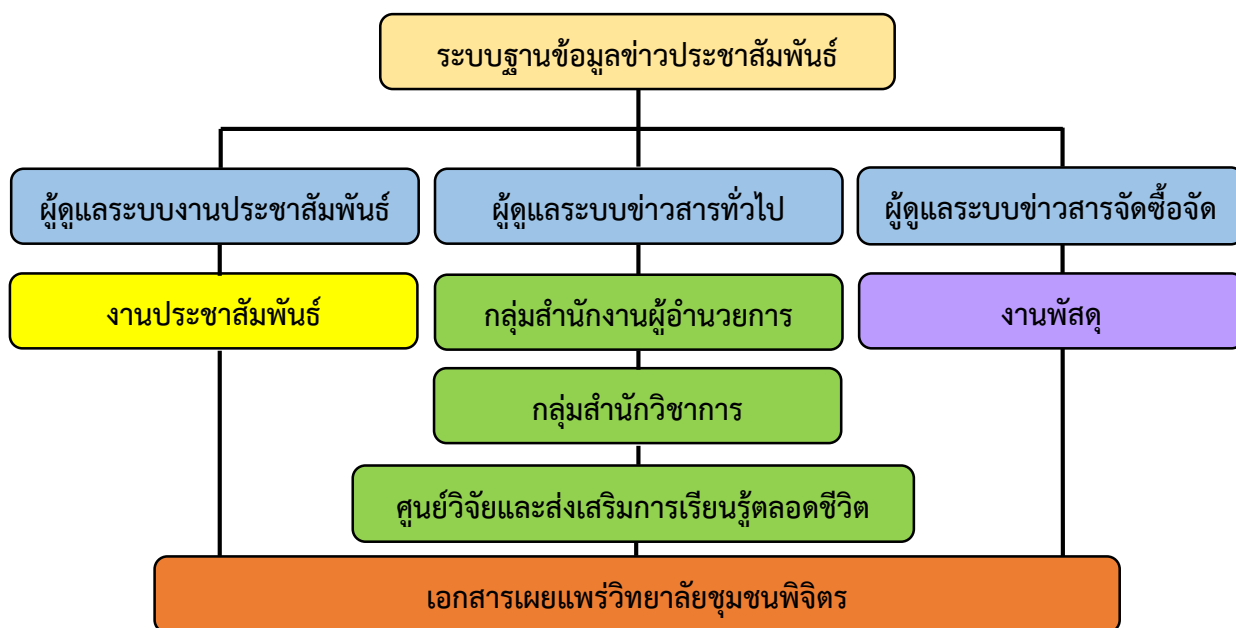 ระบบฐานข้อมูลข่าวประชาสัมพันธ์
ผู้ดูแลระบบงานประชาสัมพันธ์
ผู้ดูแลระบบข่าวสารทั่วไป
ผู้ดูแลระบบข่าวสารจัดซื้อจัด
งานประชาสัมพันธ์
กลุ่มสำนักงานผู้อำนวยการ
งานพัสดุ
กลุ่มสำนักวิชาการ
ศูนย์วิจัยและส่งเสริมการเรียนรู้ตลอดชีวิต
เอกสารเผยแพร่วิทยาลัยชุมชนพิจิตร